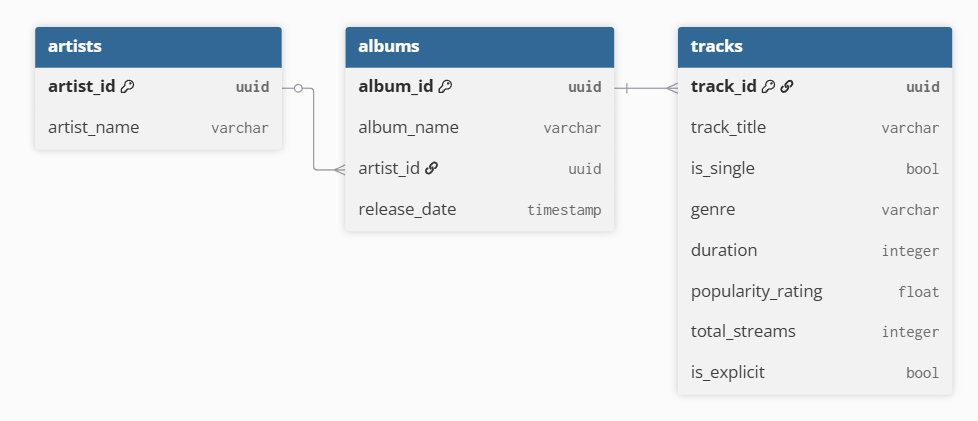 artists
artist_id uuid
artist_name varchar
albums
album_id uuid
album_name varchar
artist_id uuid
release_date timestamp
tracks
track_id uuid
track_title varchar
is_single bool
genre varchar
duration integer
popularity_rating float
total_streams integer
is_explicit bool